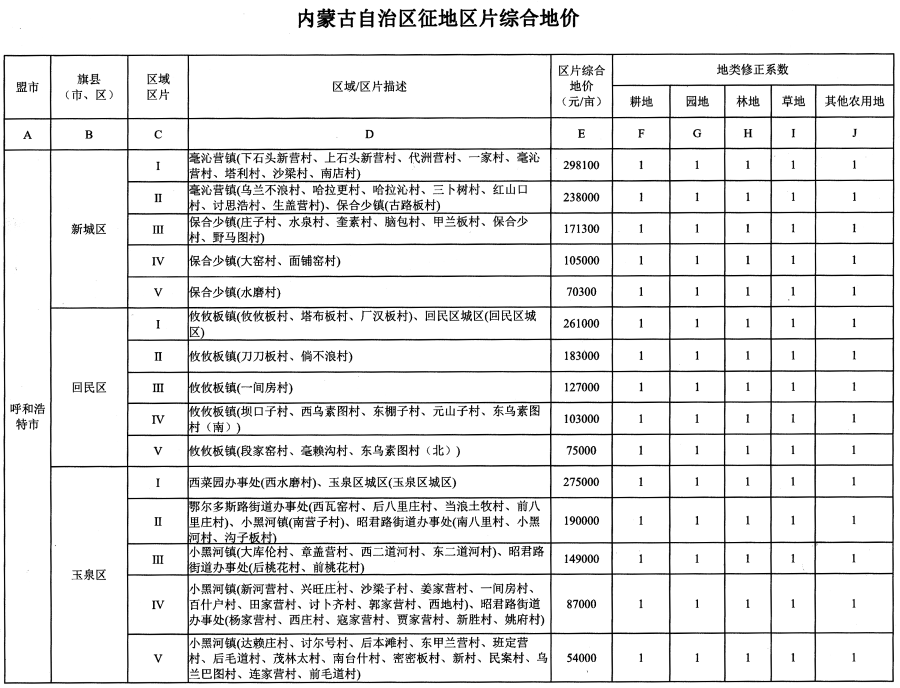 内蒙古自治区征地区片综合地价
盟市
旗县
（市、区）
区域
区片
区域/区片描述
区片综合
地价
（元/亩）
地类修正系数
耕地 园地 林地 草地 其他农用地
A B C D E F G H I J
呼和浩
特市
新城区
I
毫沁营镇(下石头新营村、上石头新营村、代洲营村、一家村、毫沁
营村、塔利村、沙梁村、南店村)
298100 1 1 1 1 1
II
毫沁营镇(乌兰不浪村、哈拉更村、哈拉沁村、三卜树村、红山口
村、讨思浩村、生盖营村)、保合少镇(古路板村)
238000 1 1 1 1 1
III
保合少镇(庄子村、水泉村、奎素村、脑包村、甲兰板村、保合少
村、野马图村)
171300 1 1 1 1 1
IV 保合少镇(大窑村、面铺窑村) 105000 1 1 1 1 1
V 保合少镇(水磨村) 70300 1 1 1 1 1
回民区
I
攸攸板镇(攸攸板村、塔布板村、厂汉板村)、回民区城区(回民区城
区)
261000 1 1 1 1 1
II 攸攸板镇(刀刀板村、倘不浪村) 183000 1 1 1 1 1
III 攸攸板镇(一间房村) 127000 1 1 1 1 1
IV
攸攸板镇(坝口子村、西乌素图村、东棚子村、元山子村、东乌素图
村（南）)
103000 1 1 1 1 1
V 攸攸板镇(段家窑村、毫赖沟村、东乌素图村（北）) 75000 1 1 1 1 1
玉泉区
I 西菜园办事处(西水磨村)、玉泉区城区(玉泉区城区) 275000 1 1 1 1 1
II
鄂尔多斯路街道办事处(西瓦窑村、后八里庄村、当浪土牧村、前八
里庄村)、小黑河镇(南营子村)、昭君路街道办事处(南八里村、小黑
河村、沟子板村)
190000 1 1 1 1 1
III
小黑河镇(大库伦村、章盖营村、西二道河村、东二道河村)、昭君路
街道办事处(后桃花村、前桃花村)
149000 1 1 1 1 1
IV
小黑河镇(新河营村、兴旺庄村、沙梁子村、姜家营村、一间房村、
百什户村、田家营村、讨卜齐村、郭家营村、西地村)、昭君路街道
办事处(杨家营村、西庄村、寇家营村、贾家营村、新胜村、姚府村)
87000 1 1 1 1 1
V
小黑河镇(达赖庄村、讨尔号村、后本滩村、东甲兰营村、班定营
村、后毛道村、茂林太村、南台什村、密密板村、新村、民案村、乌
兰巴图村、连家营村、前毛道村)
54000 1 1 1 1 1